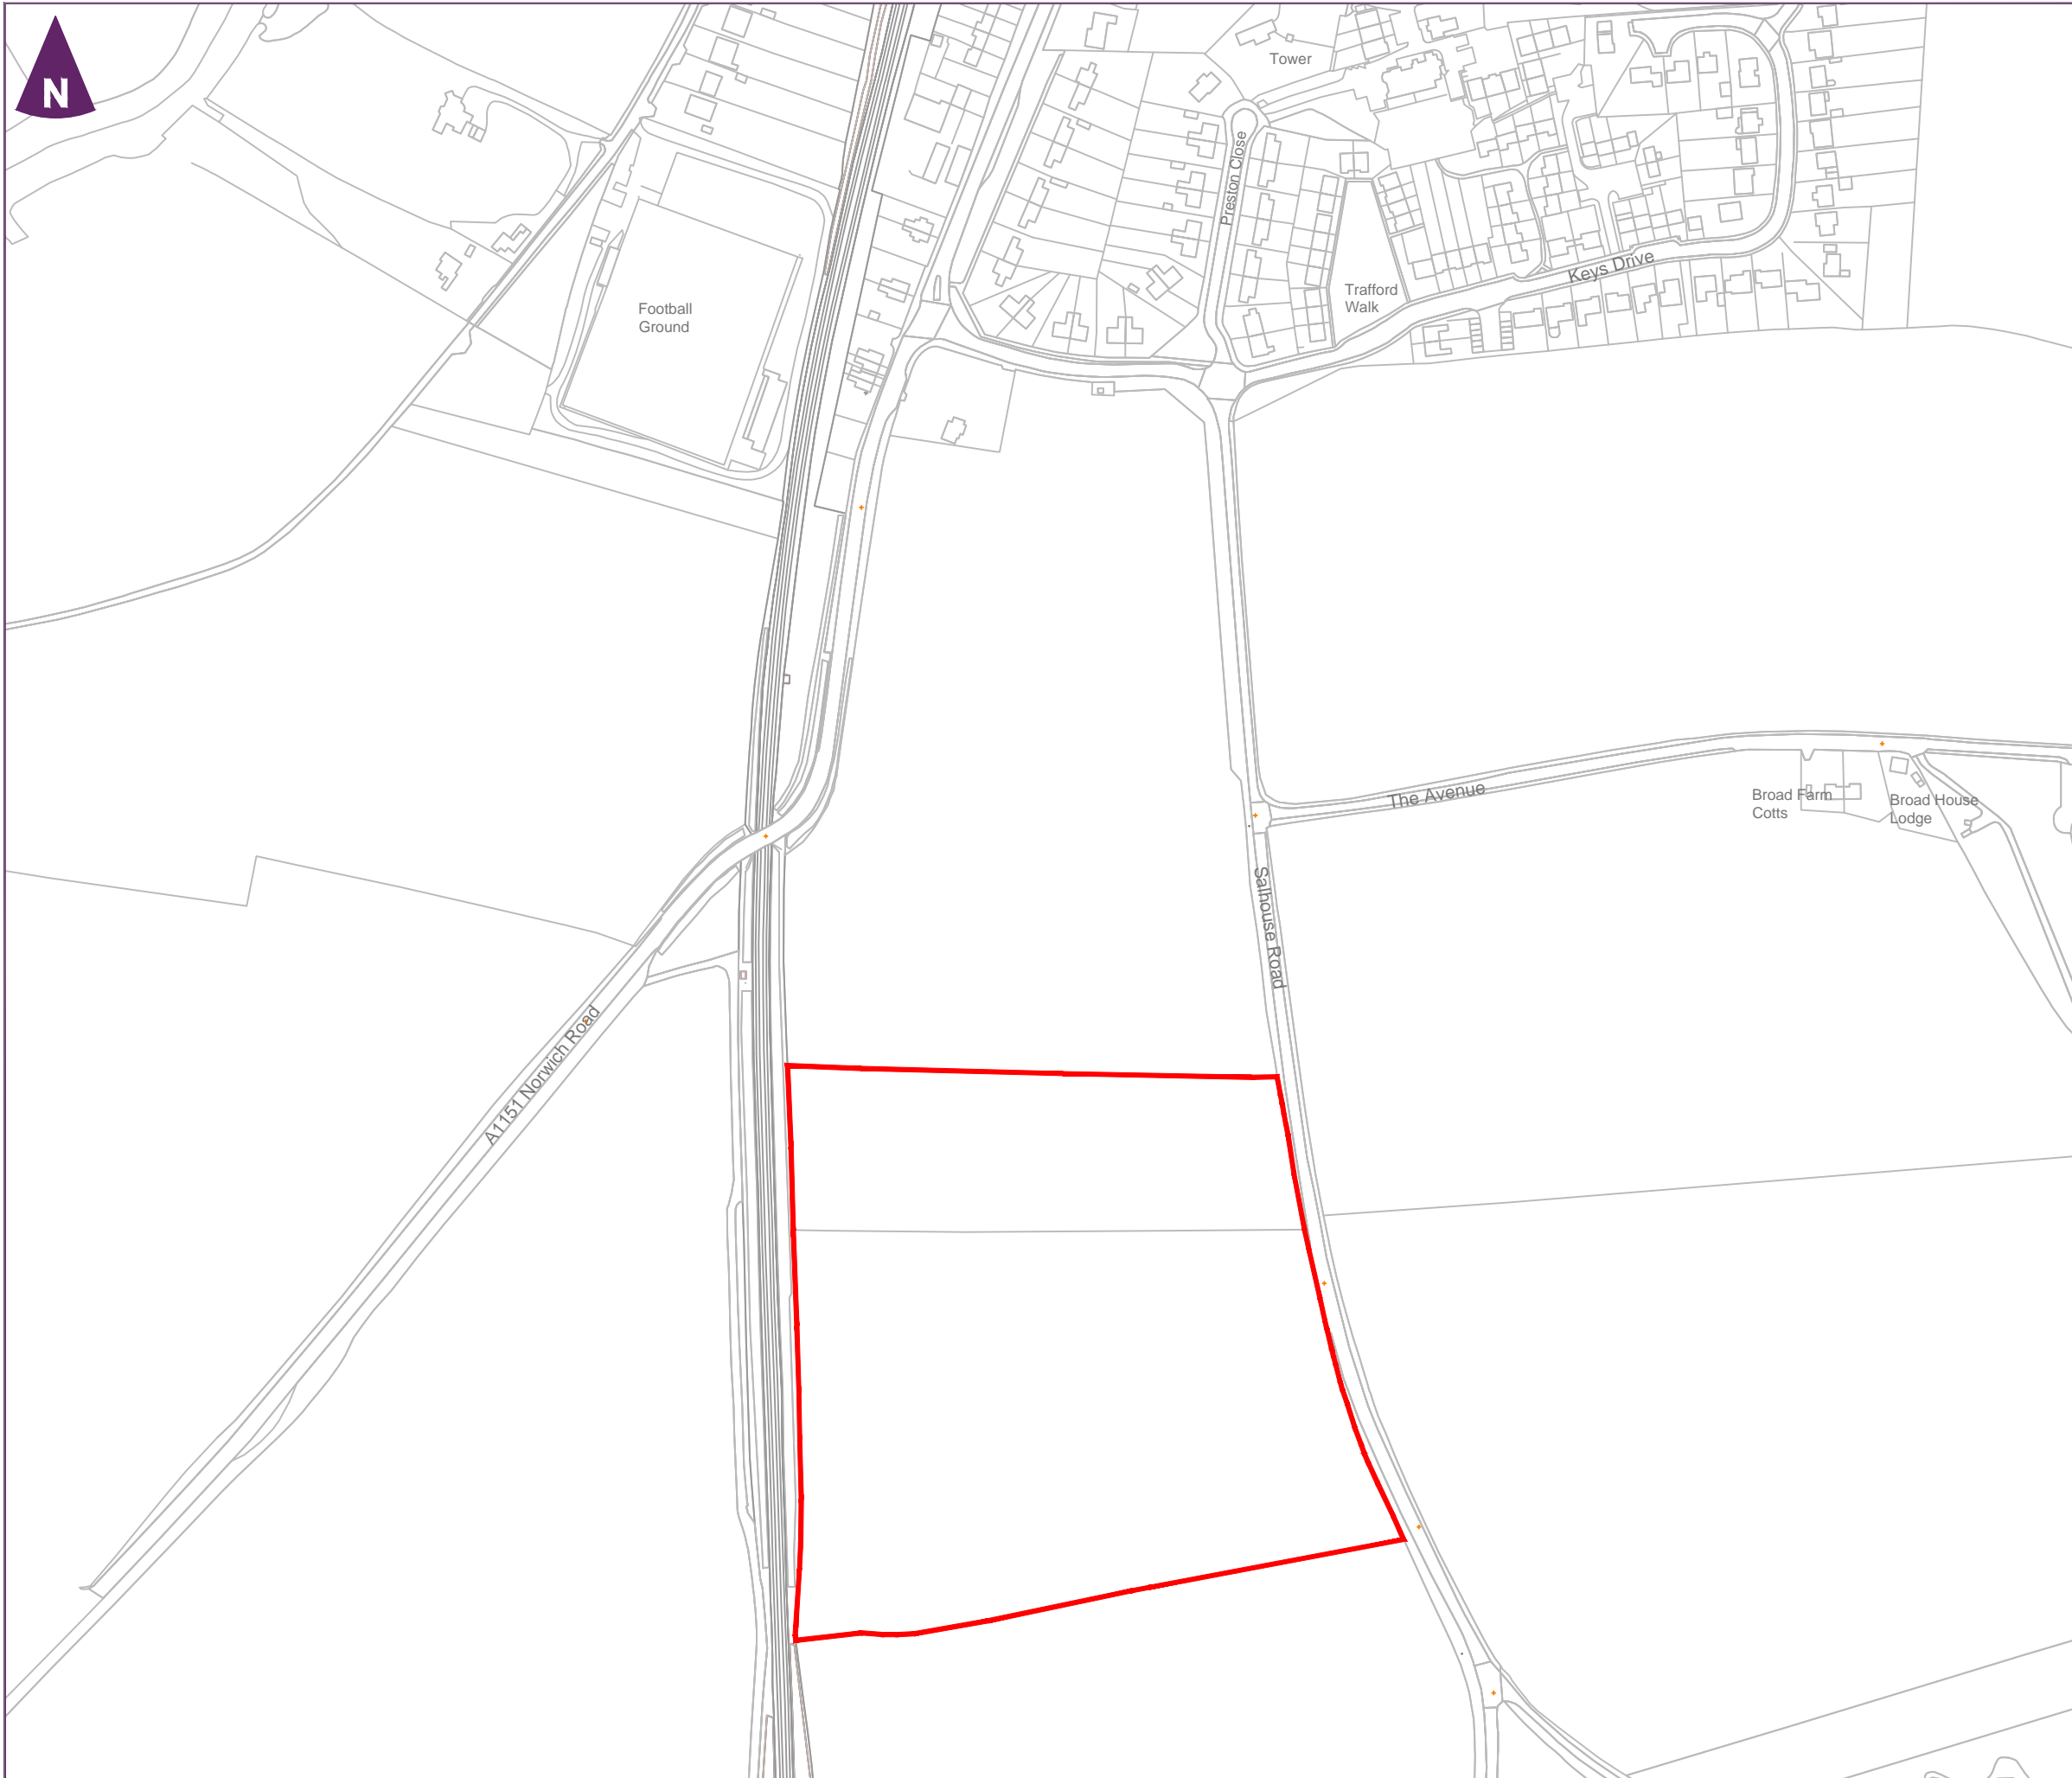 N
Tower
Preston Close
Keys Drive
Trafford
Walk
Football
Ground
The Avenue
Broad Farm
Cotts
Broad House
Lodge
Salhouse Road
A1151 Norwich Road